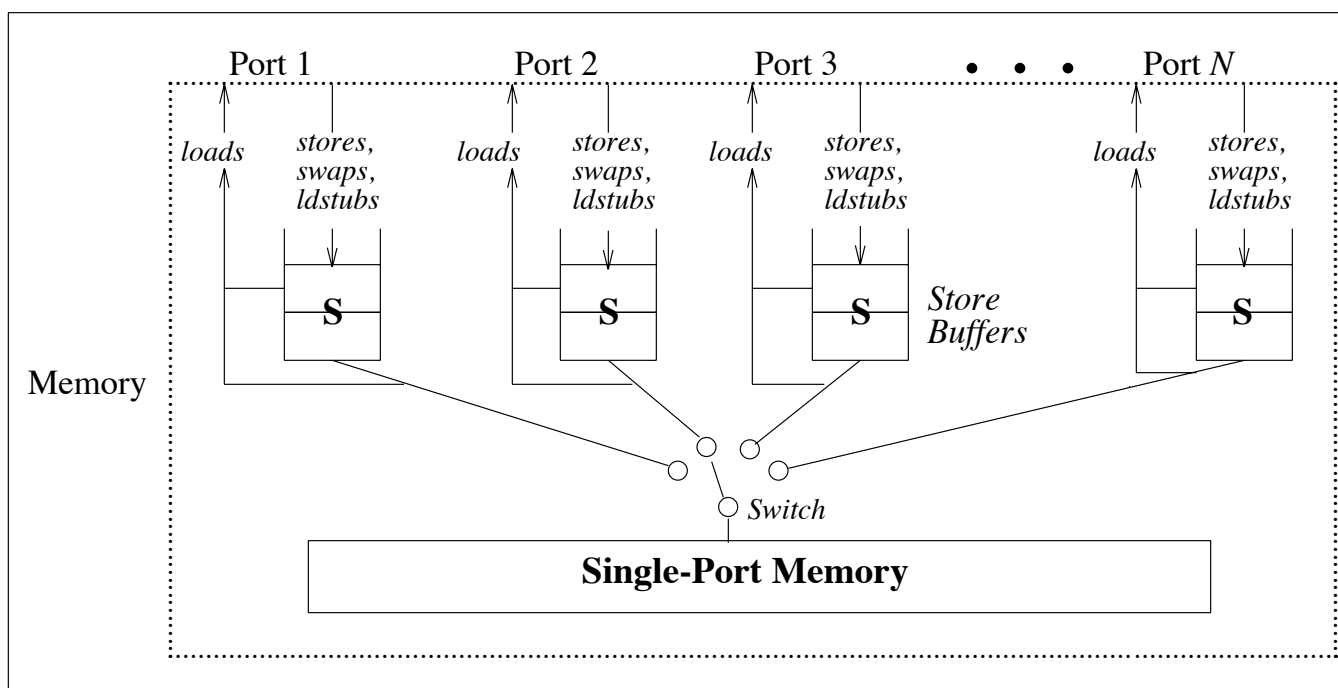 Port 1 Port 2 Port 3 • • • Port N
loads stores, loads stores, loads stores, loads stores,
swaps, swaps, swaps, swaps,
ldstubs ldstubs ldstubs ldstubs
S S S Store S
Buffers
Memory
Switch
Single-Port Memory